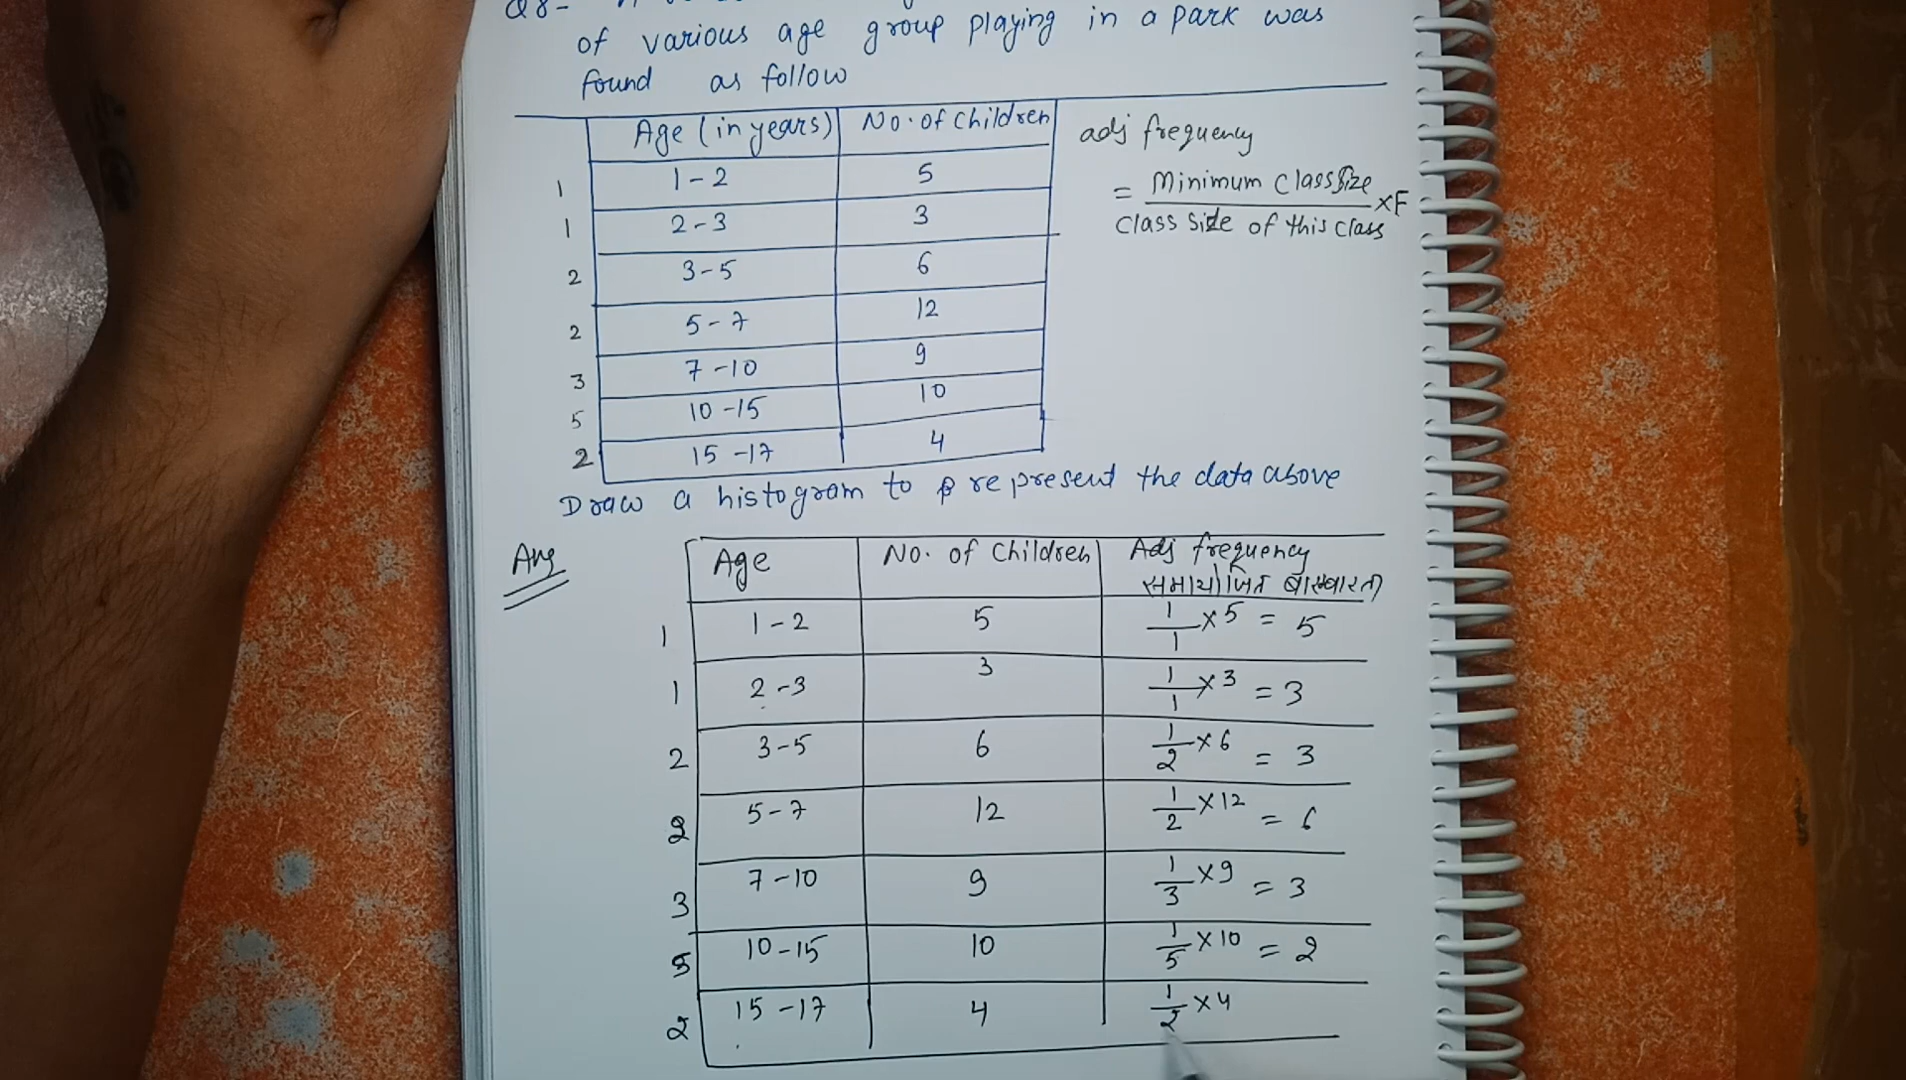 Q8-
of various age group playing in a park was
found as follow
Age (in years) No. of children
1 1-2 5
1 2-3 3
2 3-5 6
2 5-7 12
3 7-10 9
5 10-15 10
2 15-17 4
adj frequency
= Minimum class size / class size of this class ×F
Draw a histogram to represent the data above
Ans
Age No. of Children Adj frequency
1 1-2 5 1/1 ×5 = 5
1 2-3 3 1/1 ×3 = 3
2 3-5 6 1/2 ×6 = 3
2 5-7 12 1/2 ×12 = 6
3 7-10 9 1/3 ×9 = 3
5 10-15 10 1/5 ×10 = 2
2 15-17 4 1/2 ×4